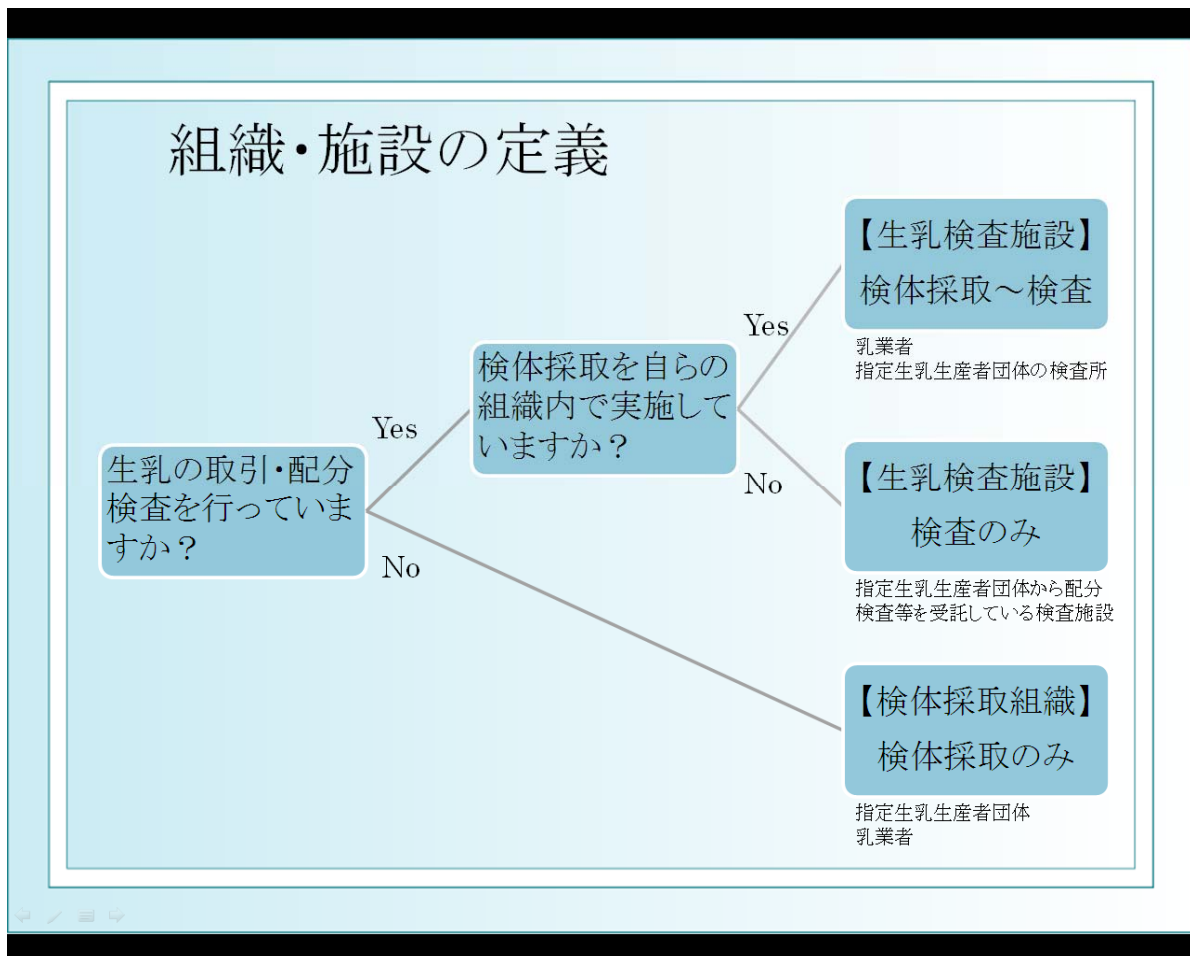 組織・施設の定義
生乳の取引・配分
検査を行っていま
すか？
Yes
No
検体採取を自らの
組織内で実施して
いますか？
Yes
No
【生乳検査施設】
検体採取～検査
乳業者
指定生乳生産者団体の検査所
【生乳検査施設】
検査のみ
指定生乳生産者団体から配分
検査等を受託している検査施設
【検体採取組織】
検体採取のみ
指定生乳生産者団体
乳業者